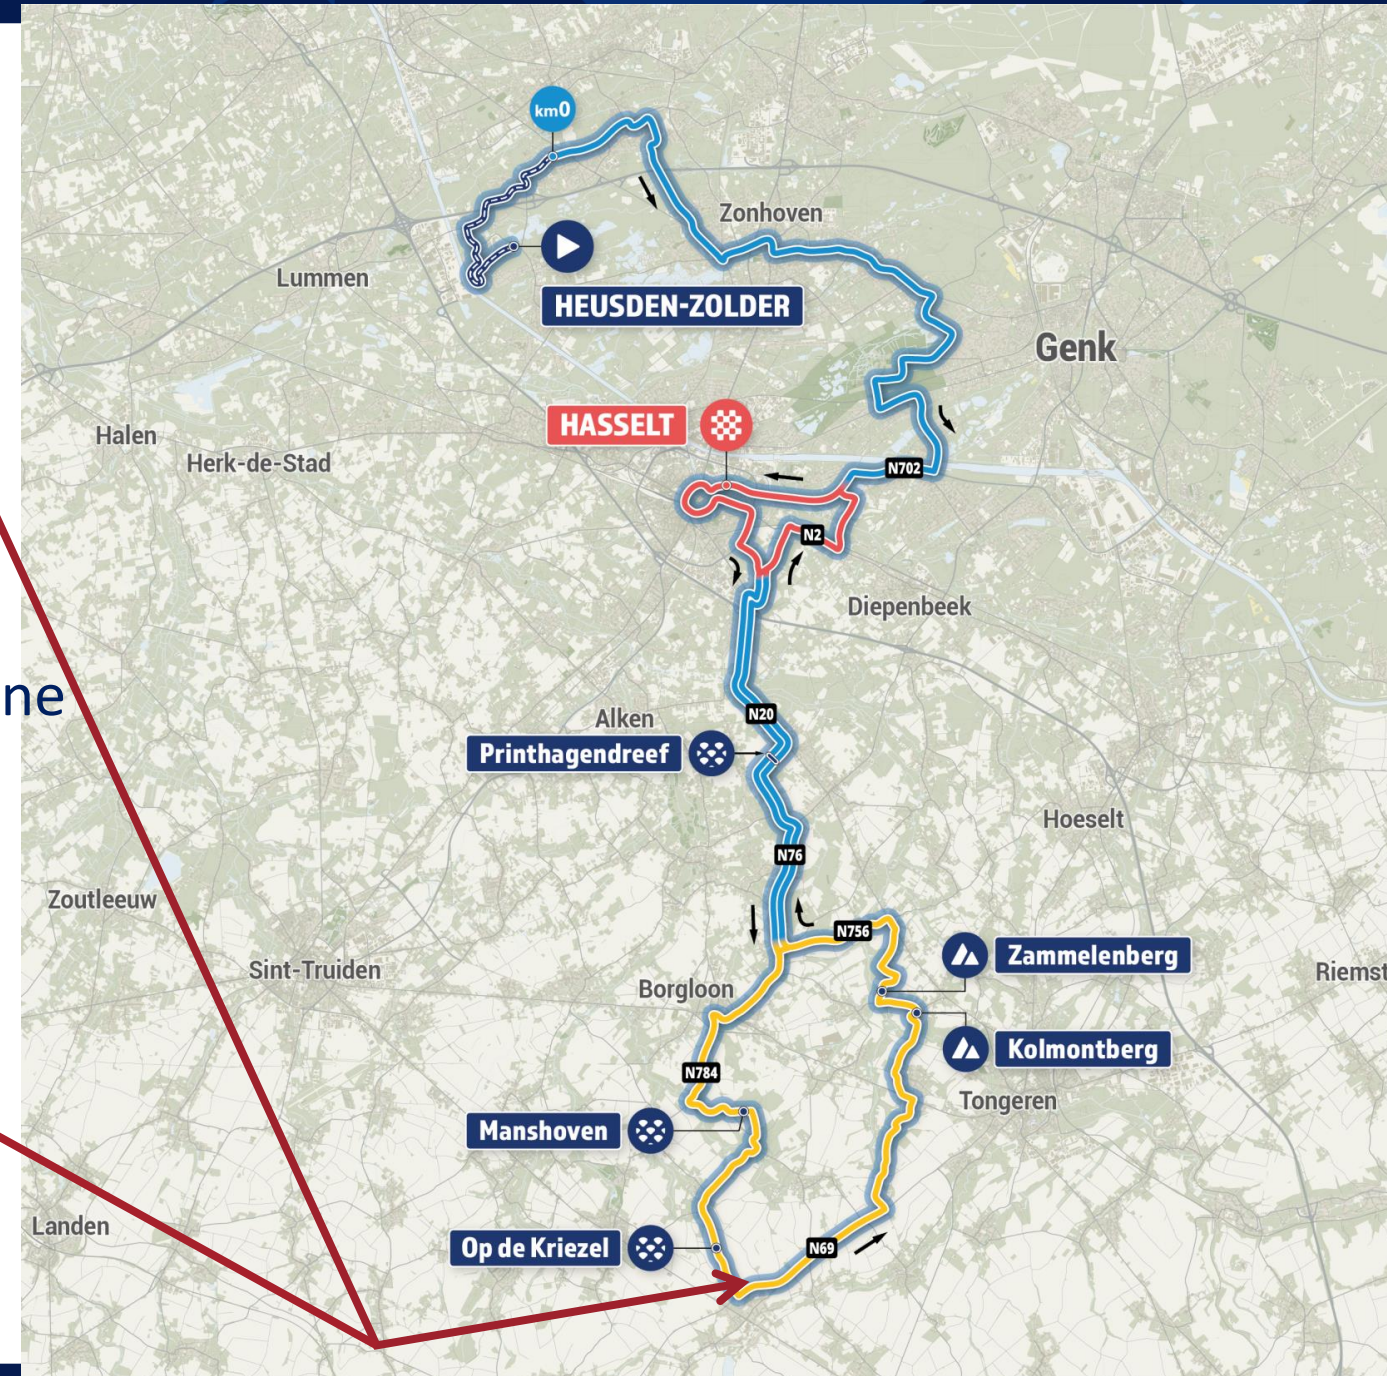 km0
Zonhoven
Lummen
HEUSDEN-ZOLDER
Genk
HASSELT
Halen
Herk-de-Stad
N702
N2
Diepenbeek
ne
Alken
N20
Printhagendreef
Hoeselt
N76
Zoutleeuw
N756
Zammelenberg
Sint-Truiden
Riemst
Borgloon
Kolmontberg
N784
Tongeren
Manshoven
Landen
Op de Kriezel
N69